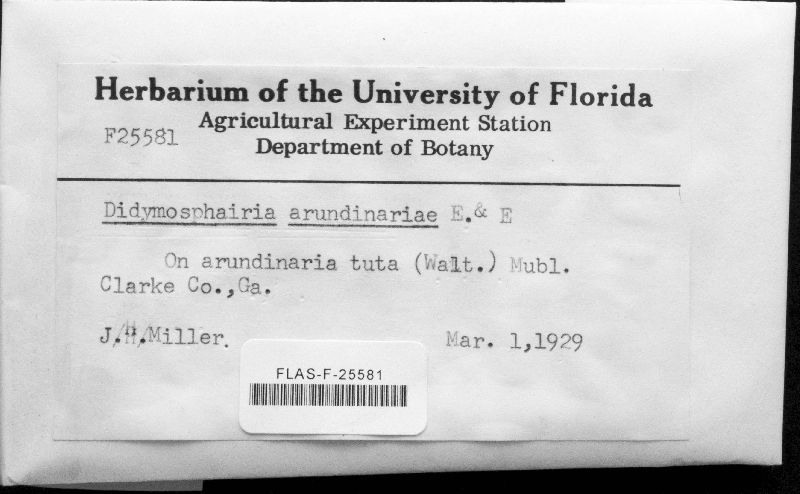 Herbarium of the University of Florida
Agricultural Experiment Station
F25581
Department of Botany
Didymosphairia arundinariae E.& E
On arundinaria tuta (Walt.) Mubl.
Clarke Co.,Ga.
J.H.Miller.
Mar. 1,1929
FLAS-F-25581